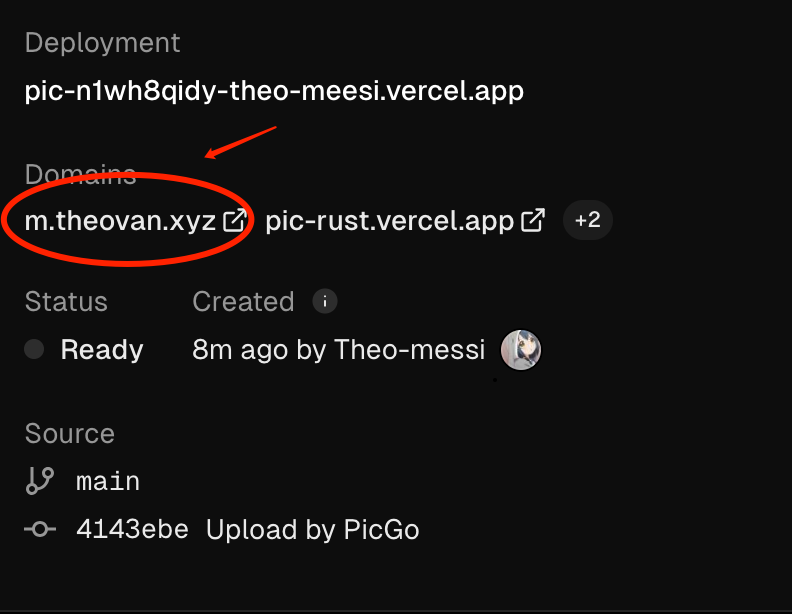 Deployment
pic-n1wh8qidy-theo-meesi.vercel.app
Domains
m.theovan.xyz pic-rust.vercel.app +2
Status Created i
Ready 8m ago by Theo-messi
Source
main
4143ebe Upload by PicGo